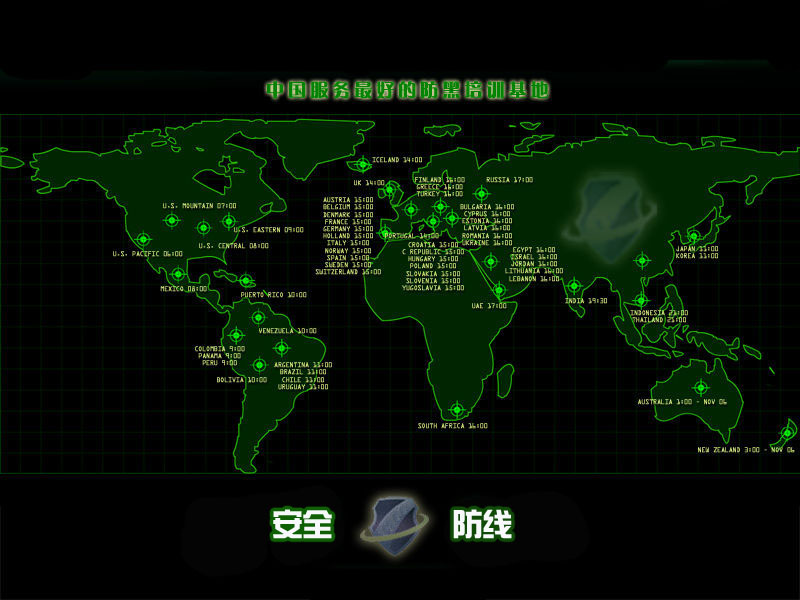 中国服务最好的防黑培训基地
ICELAND 14:00
UK 14:00
FINLAND 16:00
GREECE 16:00
TURKEY 16:00
RUSSIA 17:00
U.S. MOUNTAIN 07:00
U.S. EASTERN 09:00
U.S. CENTRAL 08:00
U.S. PACIFIC 06:00
MEXICO 08:00
PUERTO RICO 10:00
AUSTRIA 15:00
BELGIUM 15:00
DENMARK 15:00
FRANCE 15:00
GERMANY 15:00
HOLLAND 15:00
ITALY 15:00
NORWAY 15:00
SPAIN 15:00
SWEDEN 15:00
SWITZERLAND 15:00
PORTUGAL 14:00
BULGARIA 16:00
CYPRUS 16:00
ESTONIA 16:00
LATVIA 16:00
ROMANIA 16:00
UKRAINE 16:00
CROATIA 15:00
C REPUBLIC 15:00
HUNGARY 15:00
POLAND 15:00
SLOVAKIA 15:00
SLOVENIA 15:00
YUGOSLAVIA 15:00
EGYPT 16:00
ISRAEL 16:00
JORDAN 16:00
LITHUANIA 16:00
LEBANON 16:00
UAE 17:00
INDIA 19:30
JAPAN 11:00
KOREA 11:00
INDONESIA 21:00
THAILAND 21:00
VENEZUELA 10:00
COLOMBIA 9:00
PANAMA 9:00
PERU 9:00
BOLIVIA 10:00
ARGENTINA 11:00
BRAZIL 11:00
CHILE 11:00
URUGUAY 11:00
SOUTH AFRICA 16:00
AUSTRALIA 1:00 - NOV 06
NEW ZEALAND 3:00 - NOV 06
安全 防线